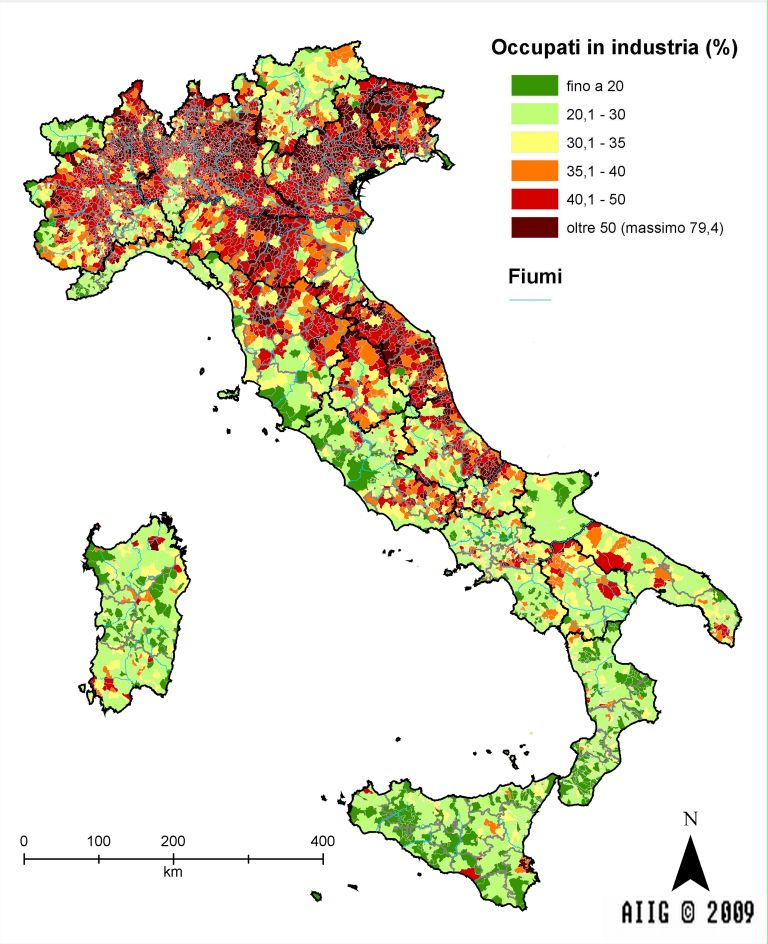 Occupati in industria (%)
fino a 20
20,1 - 30
30,1 - 35
35,1 - 40
40,1 - 50
oltre 50 (massimo 79,4)
Fiumi
0 100 200 400
km
N
AIIG © 2009